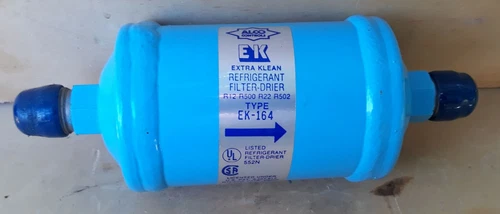 ALCO
CONTROLS
EK
EXTRA KLEAN
REFRIGERANT
FILTER-DRIER
R12 R500 R22 R502
TYPE
EK-164
UL
LISTED
REFRIGERANT
FILTER-DRIER
552N